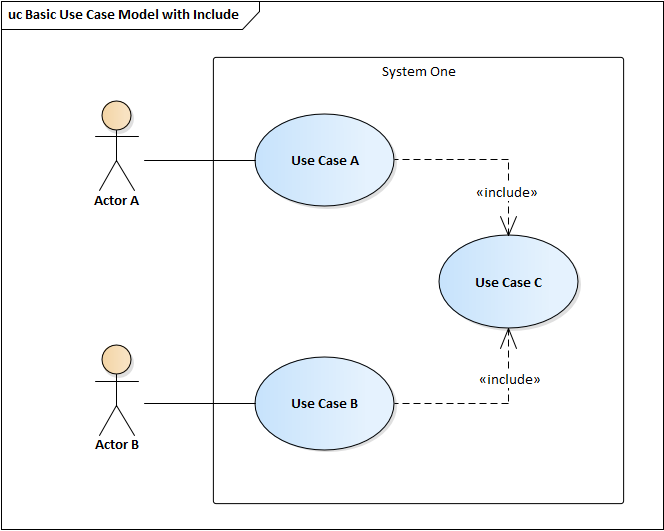 uc Basic Use Case Model with Include
System One
Use Case A
«include»
Actor A
Use Case C
«include»
Use Case B
Actor B